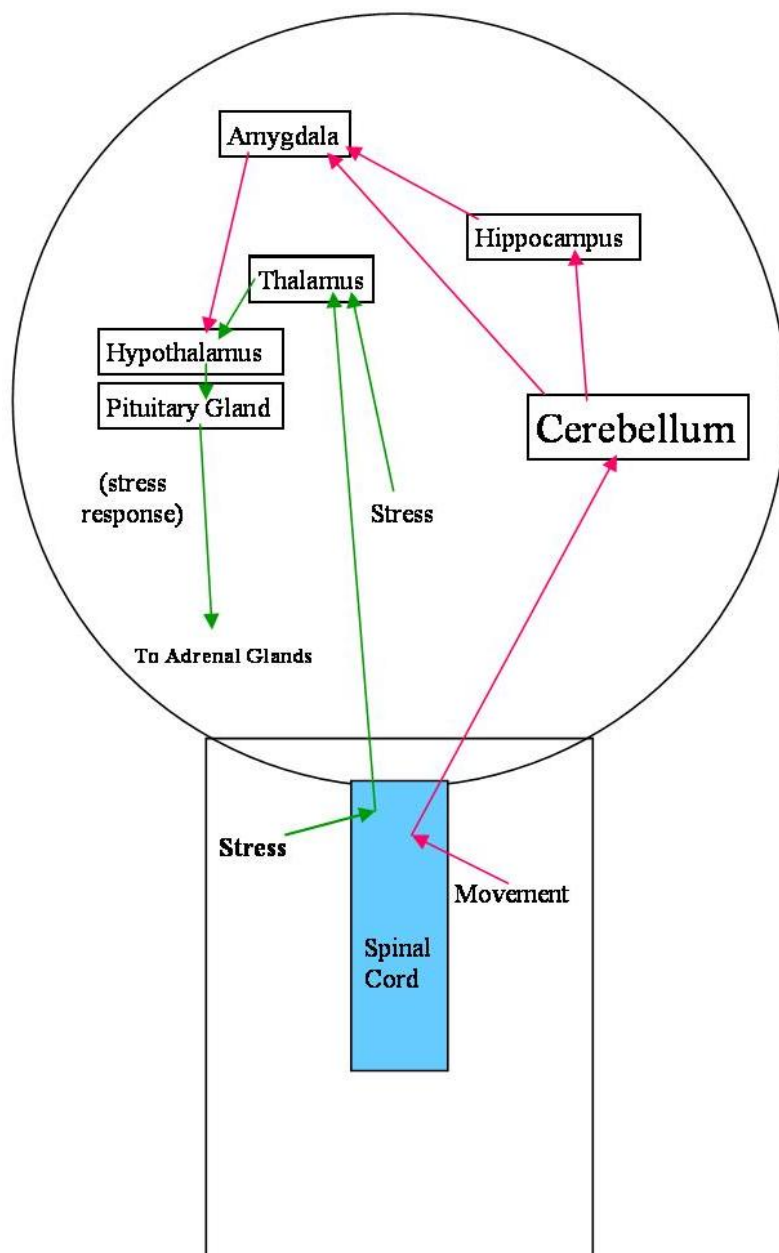 Amygdala
Hippocampus
Thalamus
Hypothalamus
Pituitary Gland
Cerebellum
(stress
response)
Stress
To Adrenal Glands
Stress
Movement
Spinal
Cord